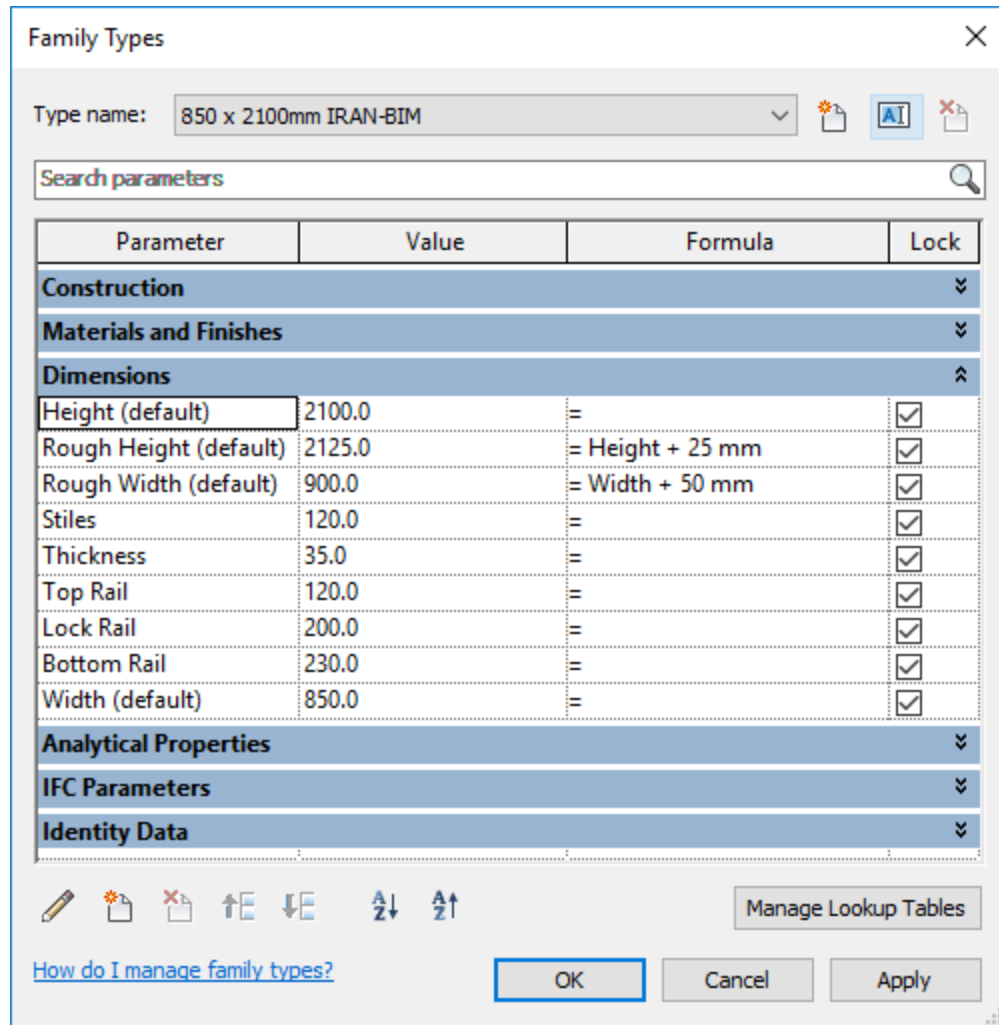 Family Types
Type name: 850 x 2100mm IRAN-BIM
Search parameters
Parameter Value Formula Lock
Construction
Materials and Finishes
Dimensions
Height (default) 2100.0 =
Rough Height (default) 2125.0 = Height + 25 mm
Rough Width (default) 900.0 = Width + 50 mm
Stiles 120.0 =
Thickness 35.0 =
Top Rail 120.0 =
Lock Rail 200.0 =
Bottom Rail 230.0 =
Width (default) 850.0 =
Analytical Properties
IFC Parameters
Identity Data
Manage Lookup Tables
How do I manage family types?
OK Cancel Apply